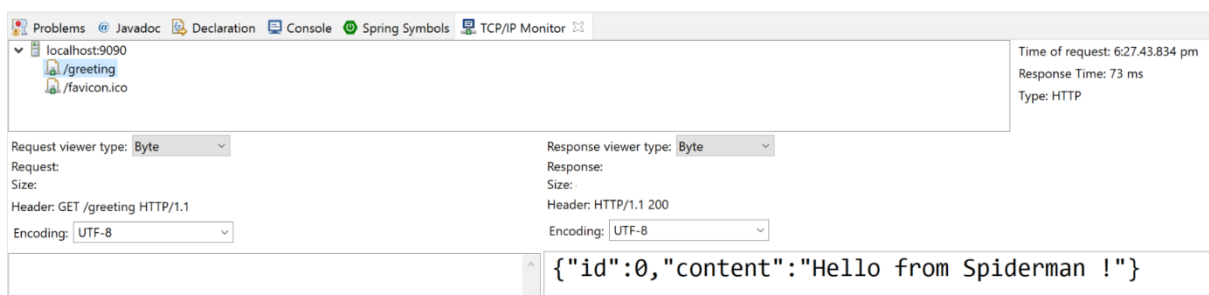 Problems @ Javadoc Declaration Console Spring Symbols TCP/IP Monitor
localhost:9090
/greeting
/favicon.ico
Time of request: 6:27.43.834 pm
Response Time: 73 ms
Type: HTTP
Request viewer type: Byte
Request:
Size:
Header: GET /greeting HTTP/1.1
Encoding: UTF-8
Response viewer type: Byte
Response:
Size:
Header: HTTP/1.1 200
Encoding: UTF-8
{"id":0,"content":"Hello from Spiderman !"}